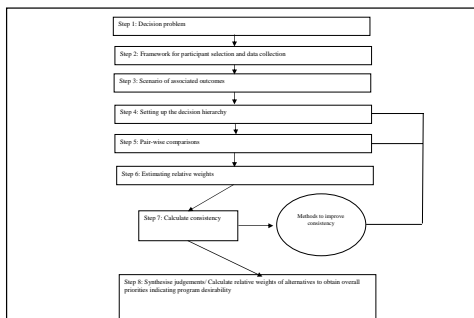 Step 1: Decision problem
Step 2: Framework for participant selection and data collection
Step 3: Scenario of associated outcomes
Step 4: Setting up the decision hierarchy
Step 5: Pair-wise comparisons
Step 6: Estimating relative weights
Step 7: Calculate consistency
Methods to improve
consistency
Step 8: Synthesise judgements/ Calculate relative weights of alternatives to obtain overall
priorities indicating program desirability